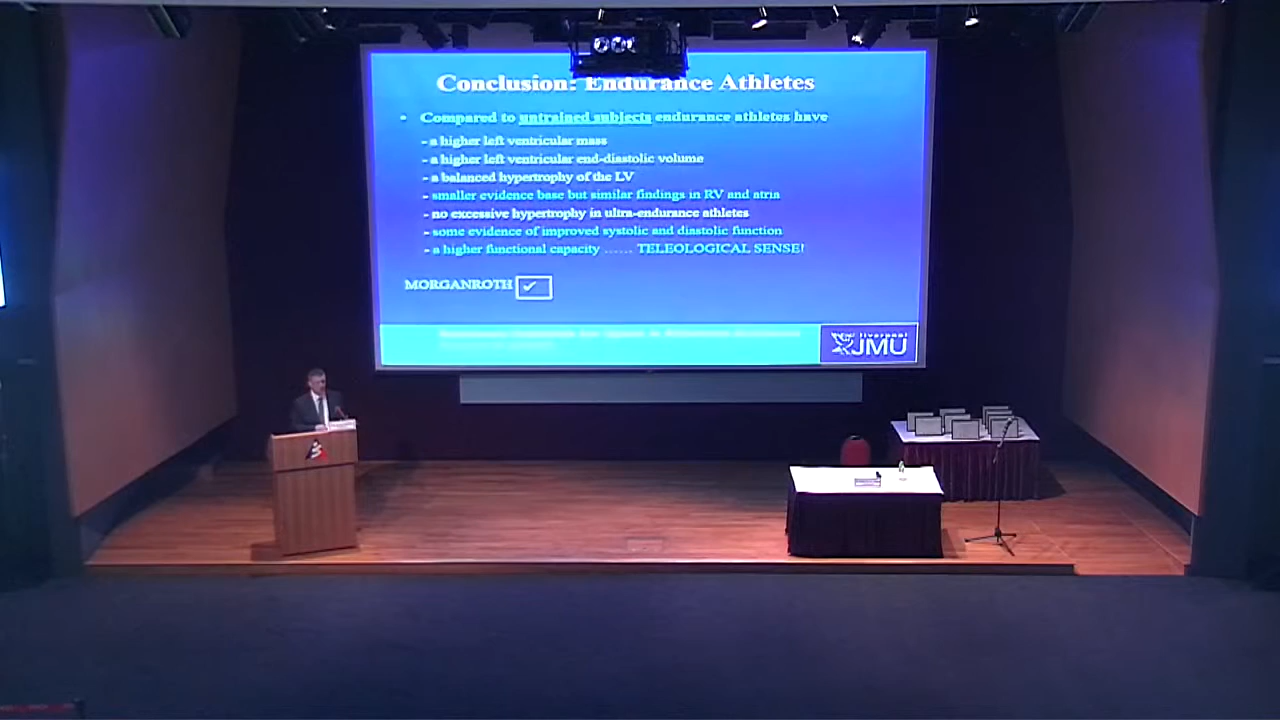 Conclusion: Endurance Athletes
• Compared to untrained subjects endurance athletes have
- a higher left ventricular mass
- a higher left ventricular end-diastolic volume
- a balanced hypertrophy of the LV
- smaller evidence base but similar findings in RV and atria
- no excessive hypertrophy in ultra-endurance athletes
- some evidence of improved systolic and diastolic function
- a higher functional capacity ...... TELEOLOGICAL SENSE!
MORGANROTH ✓
liverpool
JMU